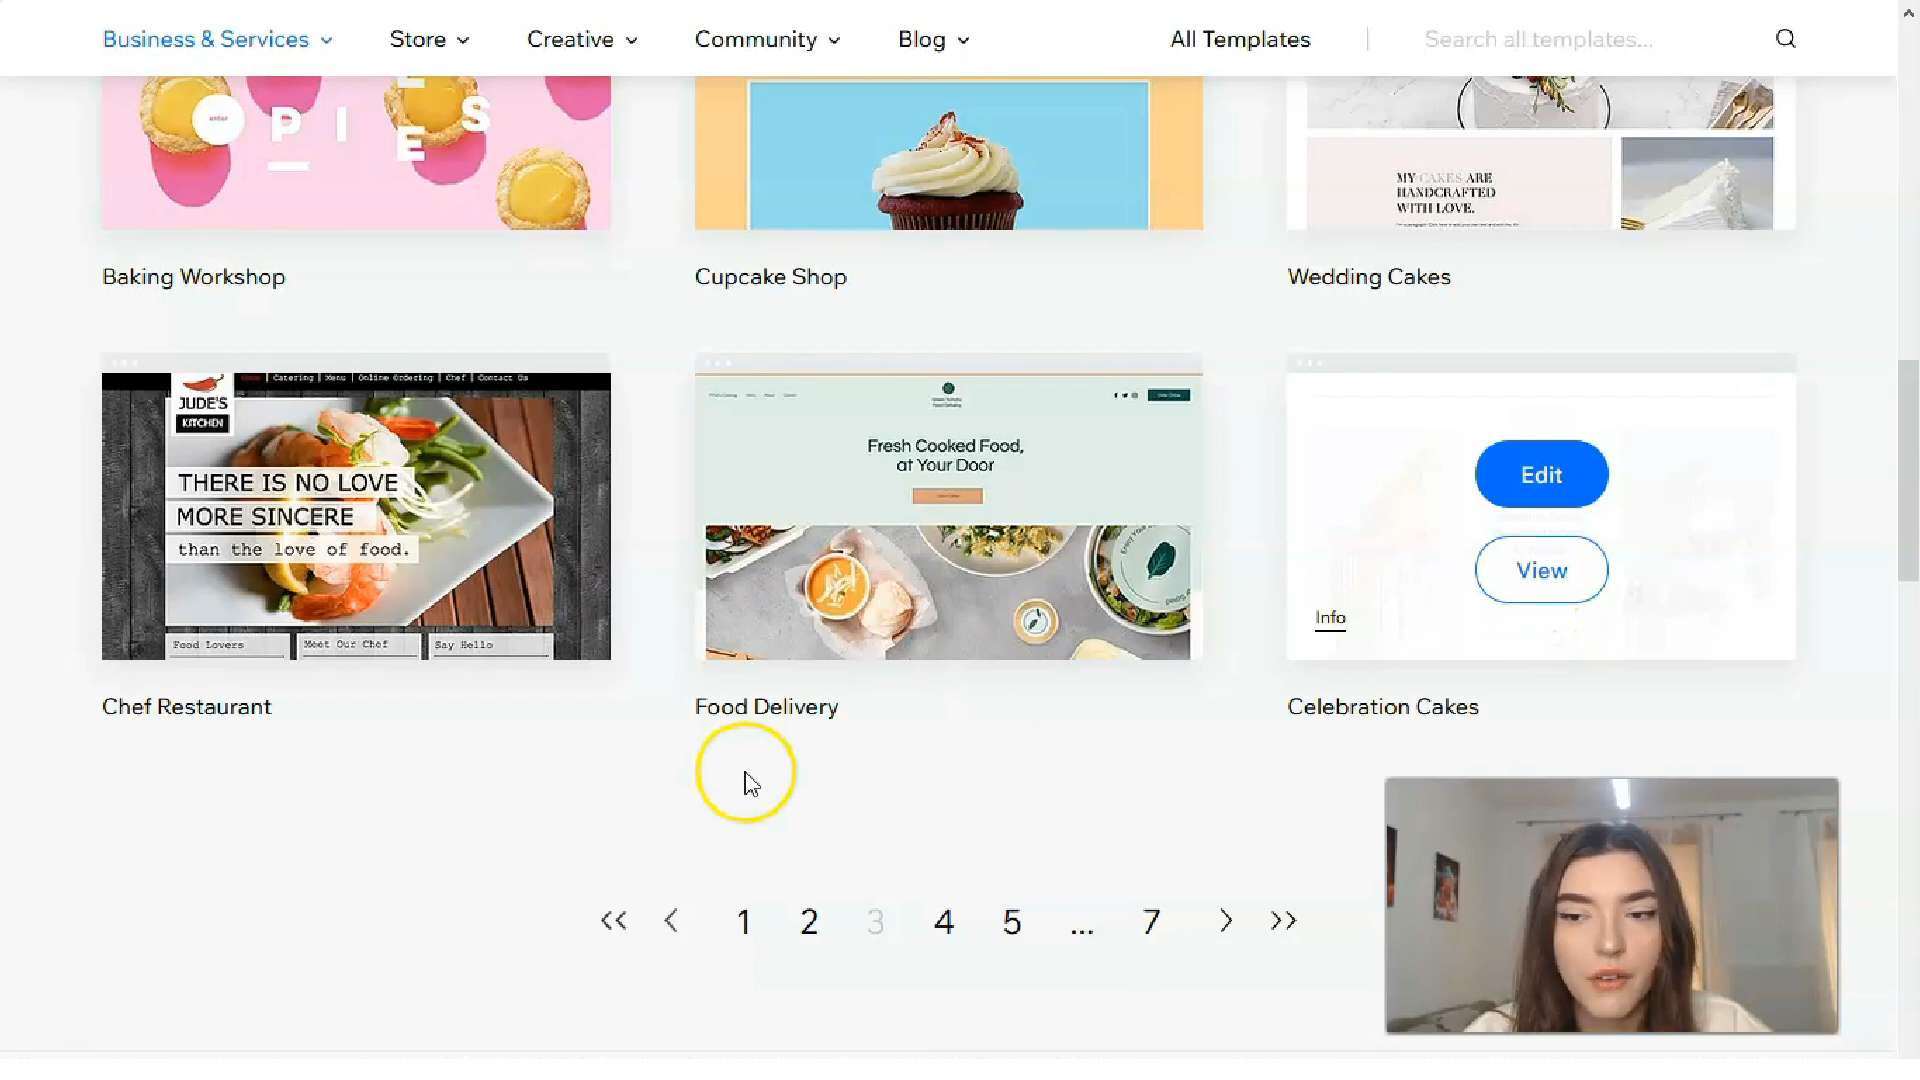 Business & Services
Store
Creative
Community
Blog
All Templates
Search all templates...
enter
P I E S
E
MY CAKES ARE
HANDCRAFTED
WITH LOVE.
Baking Workshop
Cupcake Shop
Wedding Cakes
JUDE'S
KITCHEN
Home | Catering | Menu | Online Ordering | Chef | Contact Us
THERE IS NO LOVE
MORE SINCERE
than the love of food.
Food Lovers
Meet Our Chef
Say Hello
Fresh Cooked Food,
at Your Door
Edit
View
Info
Chef Restaurant
Food Delivery
Celebration Cakes
<< < 1 2 3 4 5 ... 7 > >>